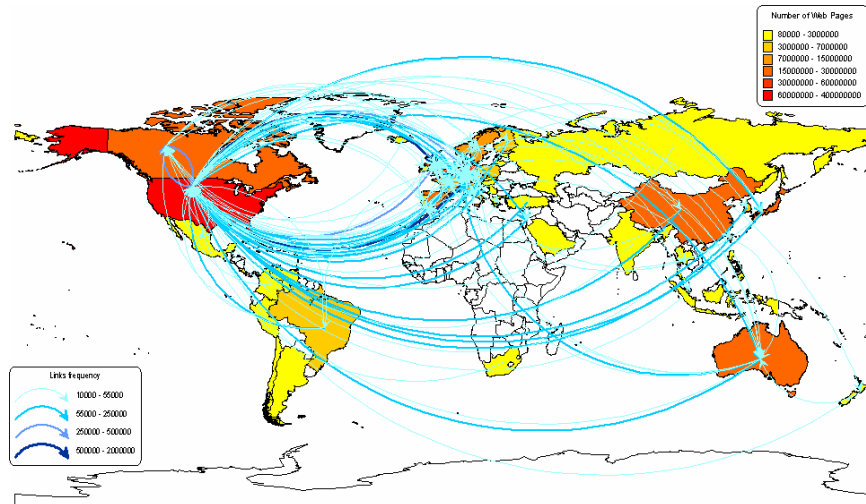 Number of Web Pages
80000 - 3000000
3000000 - 7000000
7000000 - 15000000
15000000 - 30000000
30000000 - 60000000
60000000 - 40000000
Links frequency
10000 - 55000
55000 - 250000
250000 - 500000
500000 - 2000000